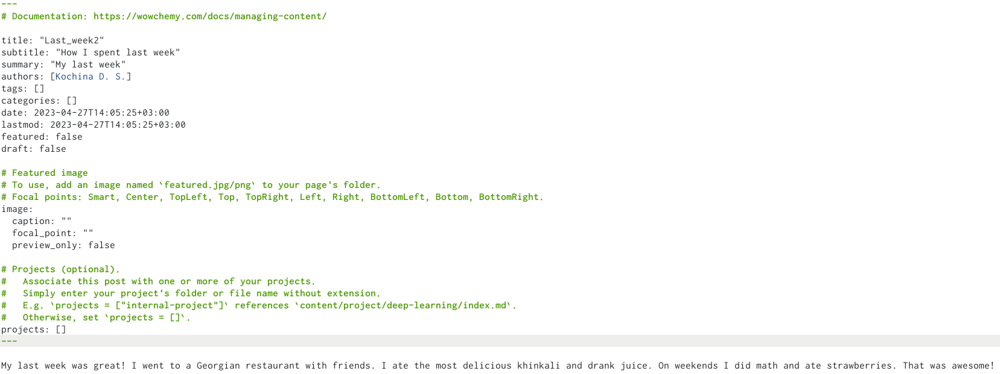 ---
# Documentation: https://wowchemy.com/docs/managing-content/
title: "Last_week2"
subtitle: "How I spent last week"
summary: "My last week"
authors: [Kochina D. S.]
tags: []
categories: []
date: 2023-04-27T14:05:25+03:00
lastmod: 2023-04-27T14:05:25+03:00
featured: false
draft: false
# Featured image
# To use, add an image named `featured.jpg/png` to your page's folder.
# Focal points: Smart, Center, TopLeft, Top, TopRight, Left, Right, BottomLeft, Bottom, BottomRight.
image:
  caption: ""
  focal_point: ""
  preview_only: false
# Projects (optional).
#   Associate this post with one or more of your projects.
#   Simply enter your project's folder or file name without extension.
#   E.g. `projects = ["internal-project"]` references `content/project/deep-learning/index.md`.
#   Otherwise, set `projects = []`.
projects: []
---
My last week was great! I went to a Georgian restaurant with friends. I ate the most delicious khinkali and drank juice. On weekends I did math and ate strawberries. That was awesome!